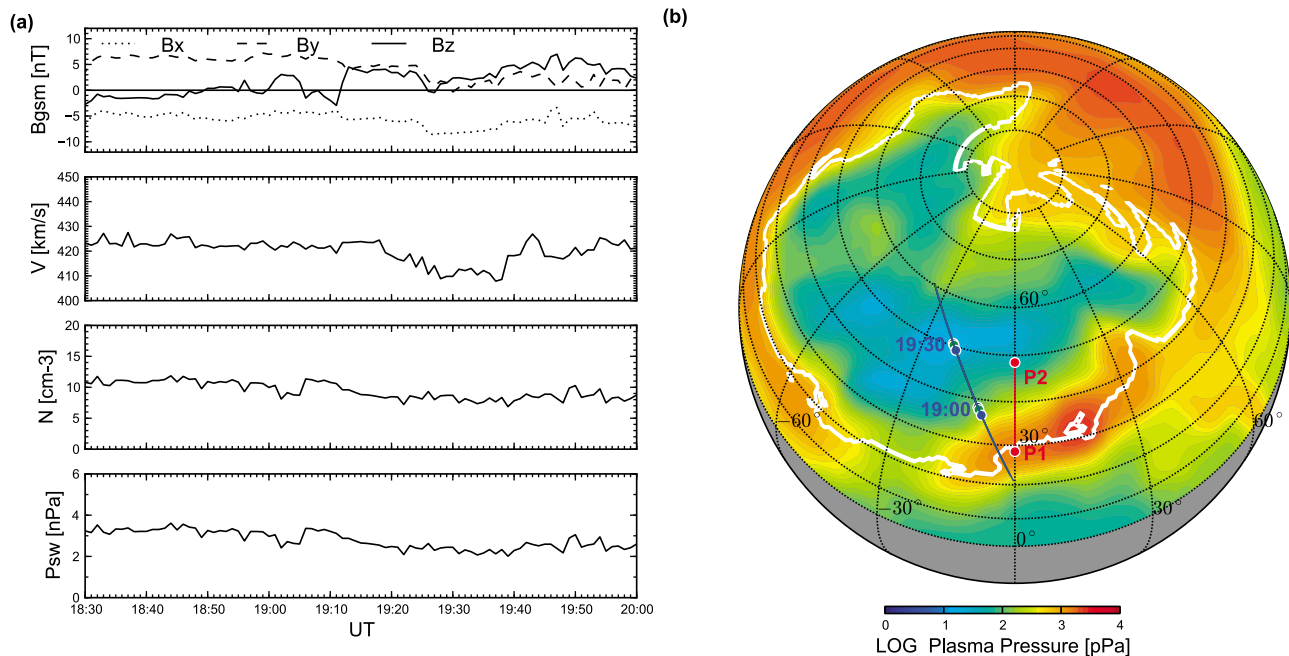 (a)
Bx By Bz
Bgsm [nT]
10
5
0
−5
−10
V [km/s]
450
440
430
420
410
400
N [cm-3]
20
15
10
5
0
Psw [nPa]
6
4
2
0
18:30 18:40 18:50 19:00 19:10 19:20 19:30 19:40 19:50 20:00
UT
(b)
60°
19:30
P2
19:00
−60°
30°
60°
P1
−30°
30°
0°
0 1 2 3 4
LOG Plasma Pressure [pPa]